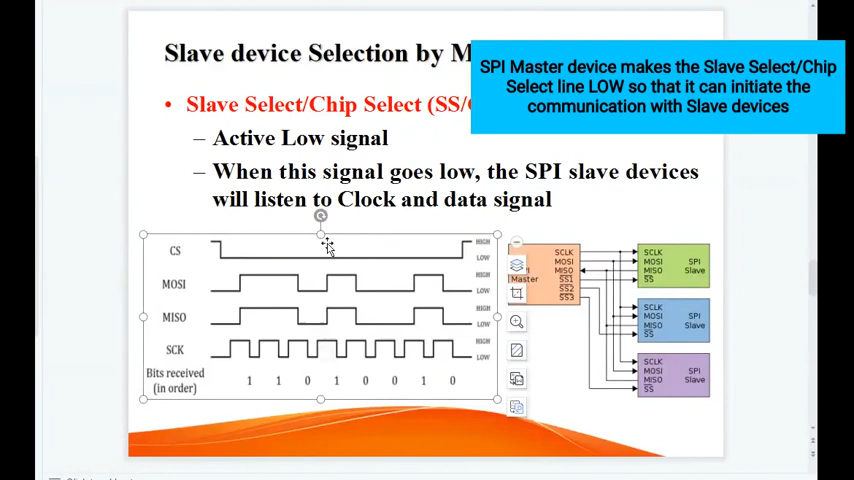 Slave device Selection by M
SPI Master device makes the Slave Select/Chip
Select line LOW so that it can initiate the
communication with Slave devices
• Slave Select/Chip Select (SS/
– Active Low signal
– When this signal goes low, the SPI slave devices
will listen to Clock and data signal
CS
HIGH
LOW
MOSI
HIGH
LOW
MISO
HIGH
LOW
SCK
HIGH
LOW
Bits received
(in order)
1 1 0 1 0 0 1 0
SCLK
MOSI
MISO
SS1
SS2
SS3
Master
SCLK
MOSI
MISO
SS
SPI
Slave
SCLK
MOSI
MISO
SS
SPI
Slave
SCLK
MOSI
MISO
SS
SPI
Slave